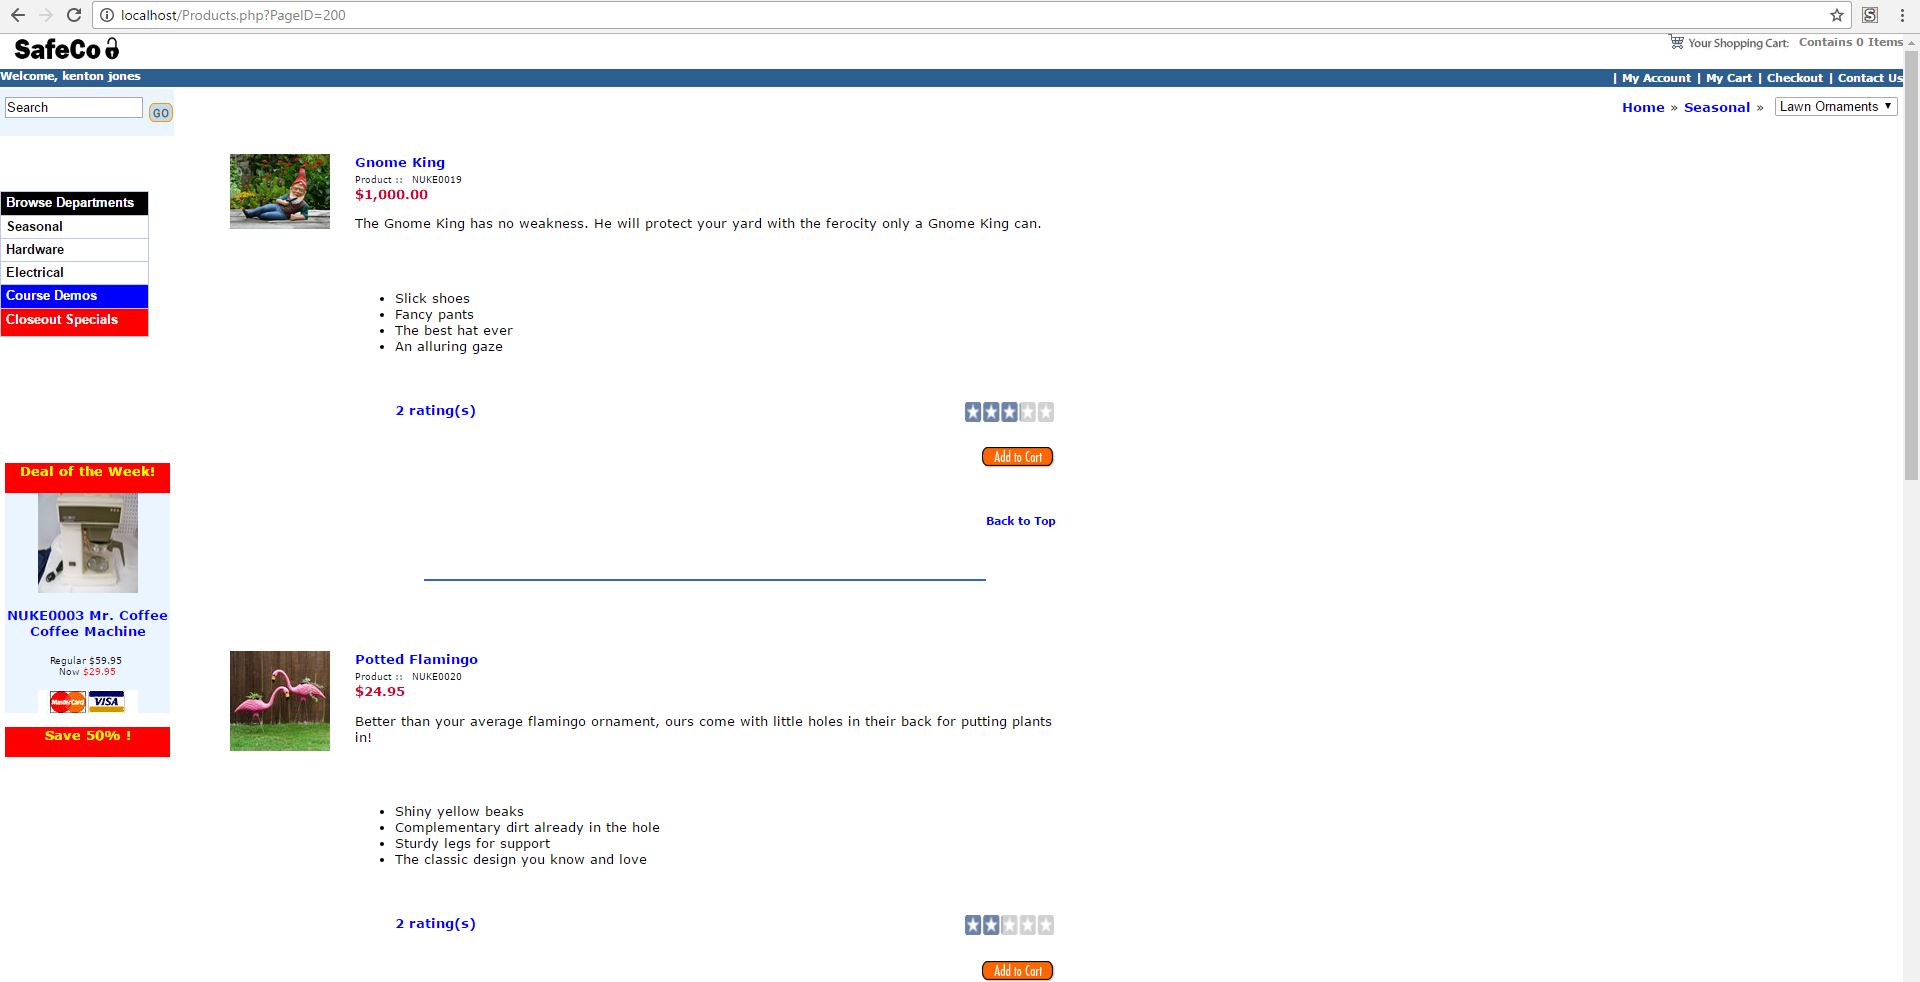 localhost/Products.php?PageID=200
SafeCo
Your Shopping Cart: Contains 0 Items
Welcome, kenton jones
| My Account | My Cart | Checkout | Contact Us
Search GO
Home » Seasonal » Lawn Ornaments
Browse Departments
Seasonal
Hardware
Electrical
Course Demos
Closeout Specials
Deal of the Week!
NUKE0003 Mr. Coffee
Coffee Machine
Regular $59.95
Now $29.95
MasterCard VISA
Save 50% !
Gnome King
Product :: NUKE0019
$1,000.00
The Gnome King has no weakness. He will protect your yard with the ferocity only a Gnome King can.
Slick shoes
Fancy pants
The best hat ever
An alluring gaze
2 rating(s)
Add to Cart
Back to Top
Potted Flamingo
Product :: NUKE0020
$24.95
Better than your average flamingo ornament, ours come with little holes in their back for putting plants
in!
Shiny yellow beaks
Complementary dirt already in the hole
Sturdy legs for support
The classic design you know and love
2 rating(s)
Add to Cart